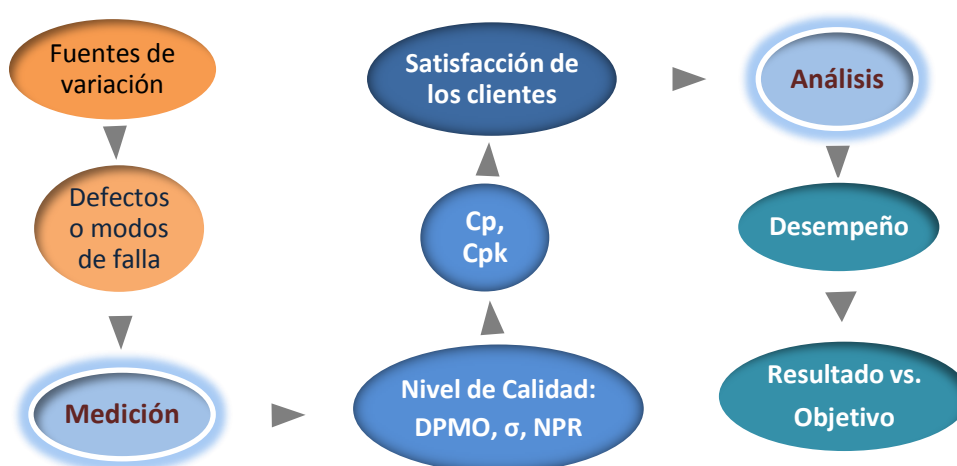 Fuentes de
variación
Defectos
o modos
de falla
Medición
Nivel de Calidad:
DPMO, σ, NPR
Cp,
Cpk
Satisfacción de
los clientes
Análisis
Desempeño
Resultado vs.
Objetivo